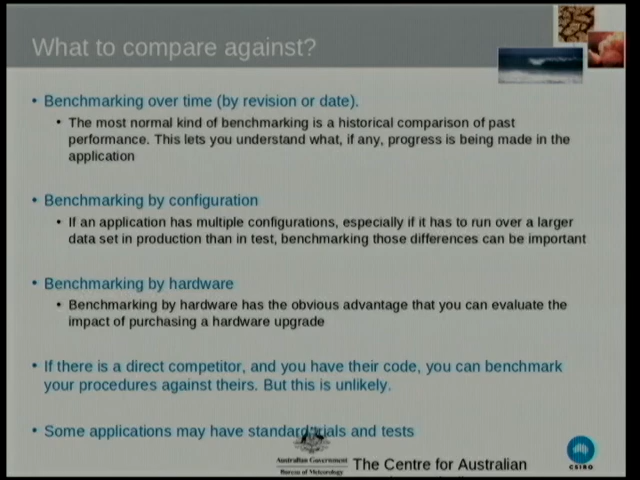 What to compare against?
• Benchmarking over time (by revision or date).
• The most normal kind of benchmarking is a historical comparison of past
performance. This lets you understand what, if any, progress is being made in the
application
• Benchmarking by configuration
• If an application has multiple configurations, especially if it has to run over a larger
data set in production than in test, benchmarking those differences can be important
• Benchmarking by hardware
• Benchmarking by hardware has the obvious advantage that you can evaluate the
impact of purchasing a hardware upgrade
• If there is a direct competitor, and you have their code, you can benchmark
your procedures against theirs. But this is unlikely.
• Some applications may have standard trials and tests
Australian Government
Bureau of Meteorology
The Centre for Australian
CSIRO